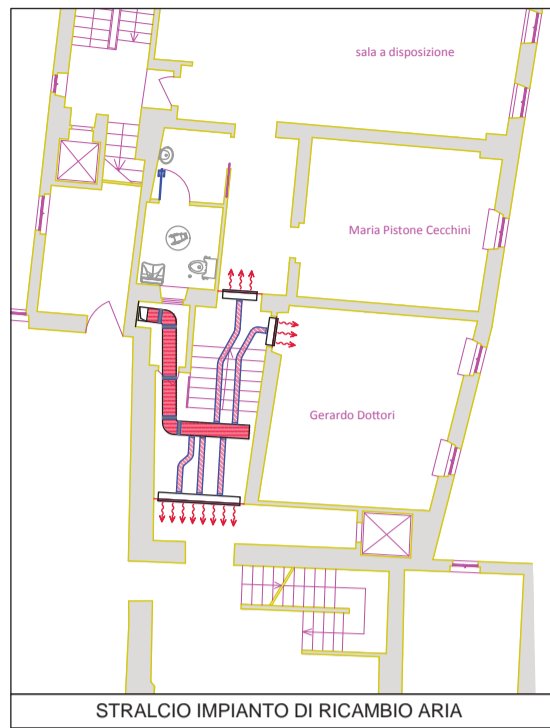 sala a disposizione
Maria Pistone Cecchini
Gerardo Dottori
STRALCIO IMPIANTO DI RICAMBIO ARIA